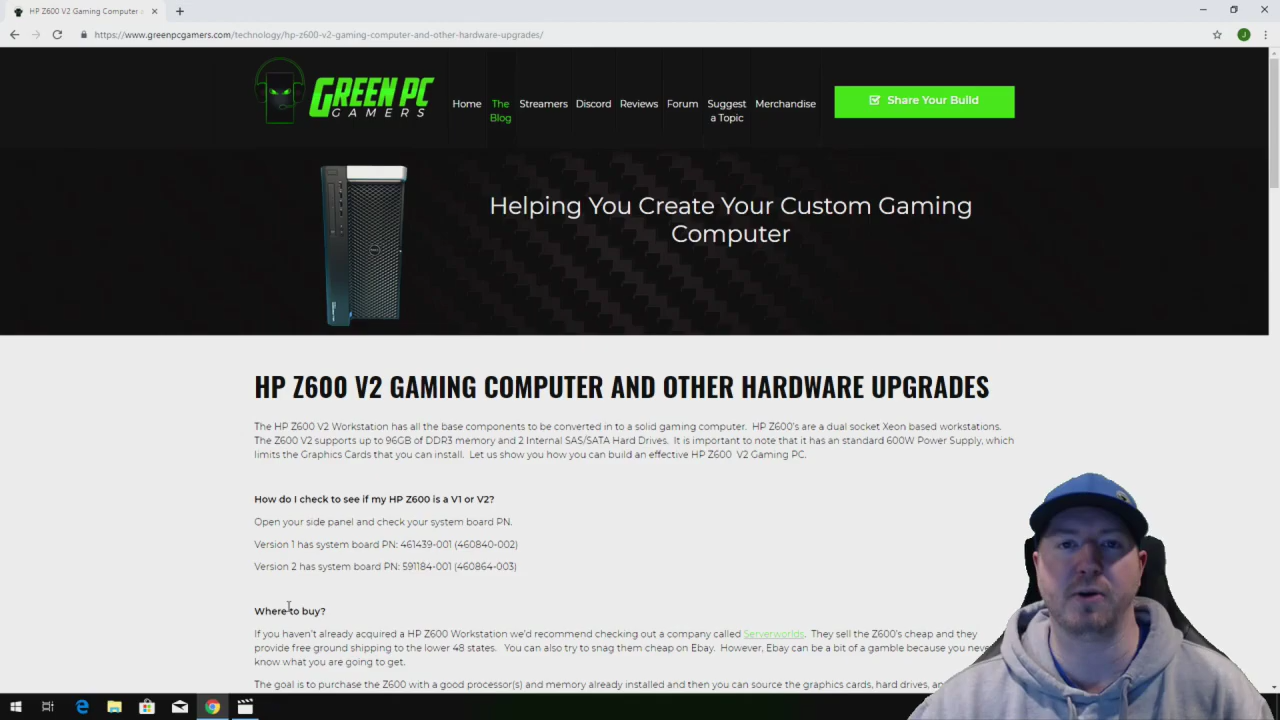 HP Z600 V2 Gaming Computer
https://www.greenpcgamers.com/technology/hp-z600-v2-gaming-computer-and-other-hardware-upgrades/
J
GREEN PC
GAMERS
Home
The Blog
Streamers
Discord
Reviews
Forum
Suggest a Topic
Merchandise
Share Your Build
Helping You Create Your Custom Gaming
Computer
HP Z600 V2 GAMING COMPUTER AND OTHER HARDWARE UPGRADES
The HP Z600 V2 Workstation has all the base components to be converted in to a solid gaming computer. HP Z600's are a dual socket Xeon based workstations.
The Z600 V2 supports up to 96GB of DDR3 memory and 2 Internal SAS/SATA Hard Drives. It is important to note that it has an standard 600W Power Supply, which
limits the Graphics Cards that you can install. Let us show you how you can build an effective HP Z600 V2 Gaming PC.
How do I check to see if my HP Z600 is a V1 or V2?
Open your side panel and check your system board PN.
Version 1 has system board PN: 461439-001 (460840-002)
Version 2 has system board PN: 591184-001 (460864-003)
Where to buy?
If you haven't already acquired a HP Z600 Workstation we'd recommend checking out a company called Serverworlds. They sell the Z600's cheap and they
provide free ground shipping to the lower 48 states. You can also try to snag them cheap on Ebay. However, Ebay can be a bit of a gamble because you never
know what you are going to get.
The goal is to purchase the Z600 with a good processor(s) and memory already installed and then you can source the graphics cards, hard drives,